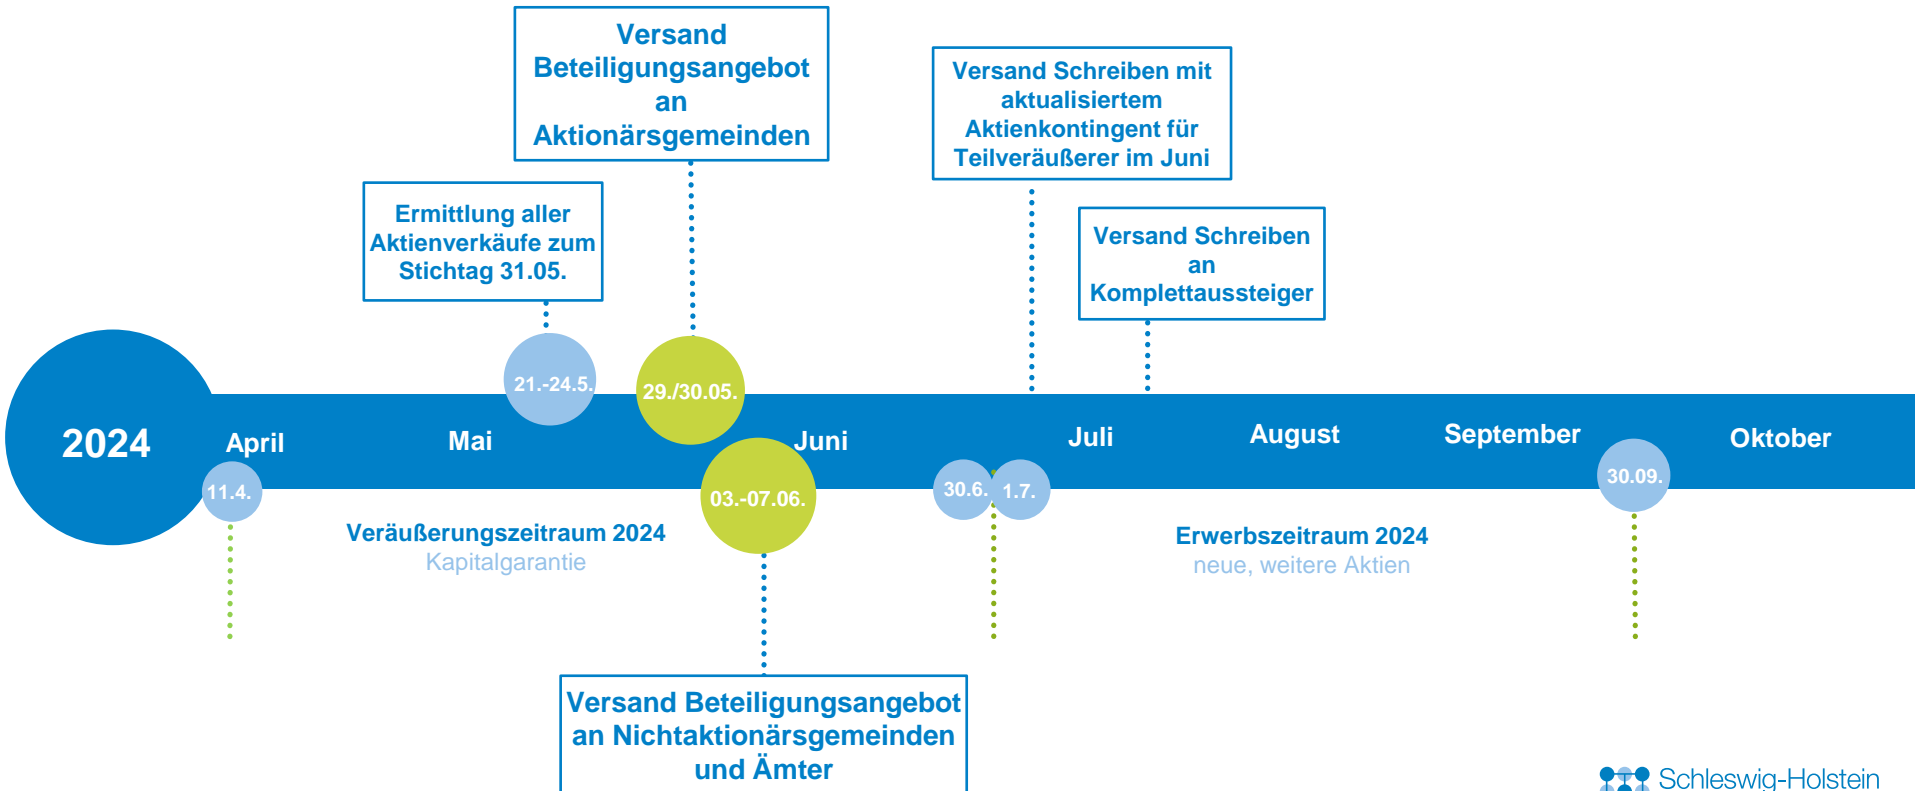 Versand
Beteiligungsangebot
an
Aktionärsgemeinden
Versand Schreiben mit
aktualisiertem
Aktienkontingent für
Teilveräußerer im Juni
Ermittlung aller
Aktienverkäufe zum
Stichtag 31.05.
Versand Schreiben
an
Komplettaussteiger
21.-24.5.
29./30.05.
2024
April
Mai
Juni
Juli
August
September
Oktober
11.4.
03.-07.06.
30.6.
1.7.
30.09.
Veräußerungszeitraum 2024
Kapitalgarantie
Erwerbszeitraum 2024
neue, weitere Aktien
Versand Beteiligungsangebot
an Nichtaktionärsgemeinden
und Ämter
Schleswig-Holstein